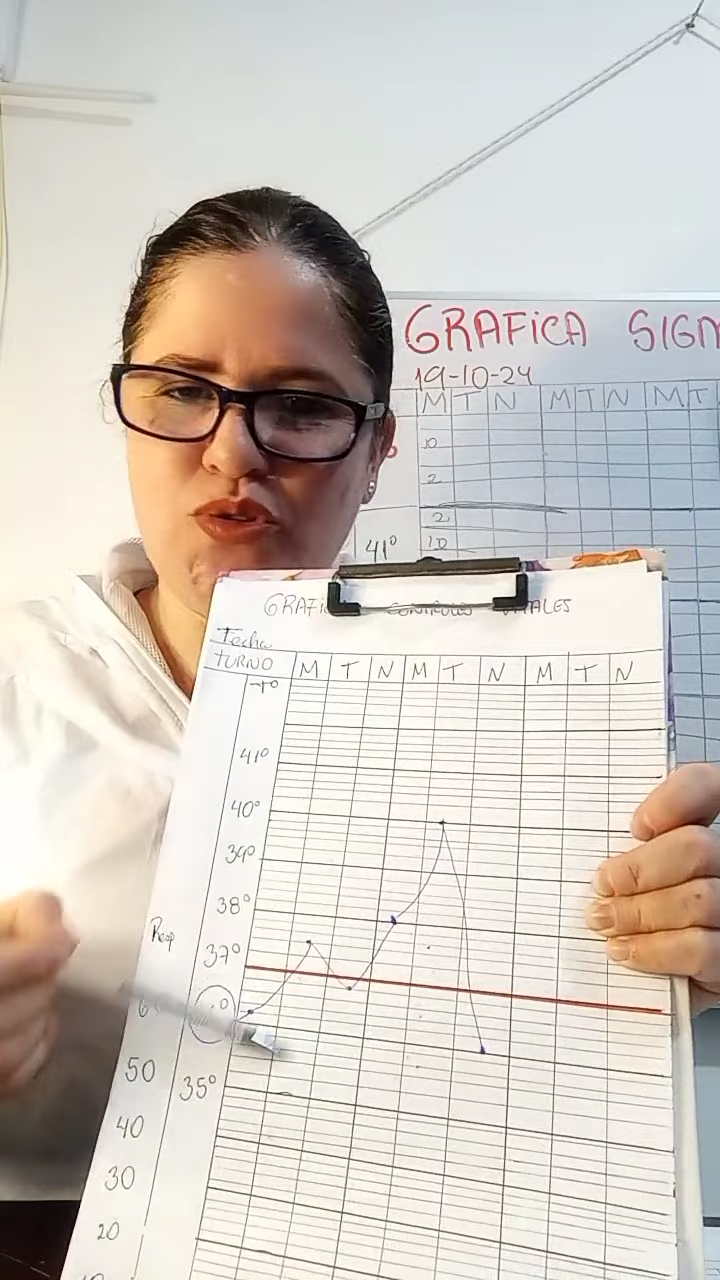 GRAFICA SIGN
19-10-24
M T N M T N M T
10
2
2
41° 10
Fecha
TURNO M T N M T N M T N
T°
41°
40°
39°
38°
Resp 37°
50 35°
40
30
20